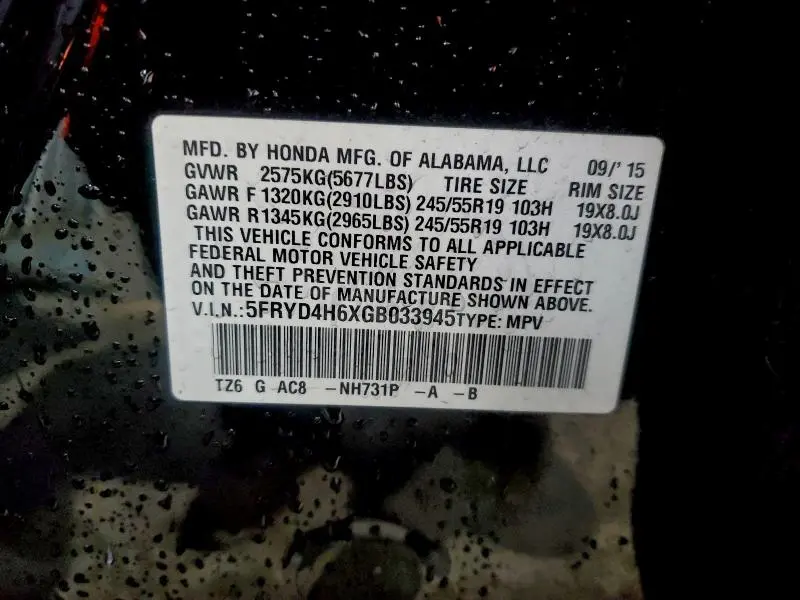 MFD. BY HONDA MFG. OF ALABAMA, LLC 09/' 15
GVWR 2575KG(5677LBS) TIRE SIZE RIM SIZE
GAWR F 1320KG(2910LBS) 245/55R19 103H 19X8.0J
GAWR R1345KG(2965LBS) 245/55R19 103H 19X8.0J
THIS VEHICLE CONFORMS TO ALL APPLICABLE
FEDERAL MOTOR VEHICLE SAFETY
AND THEFT PREVENTION STANDARDS IN EFFECT
ON THE DATE OF MANUFACTURE SHOWN ABOVE.
V.I.N.:5FRYD4H6XGB033945TYPE: MPV
TZ6 G AC8 -NH731P -A -B